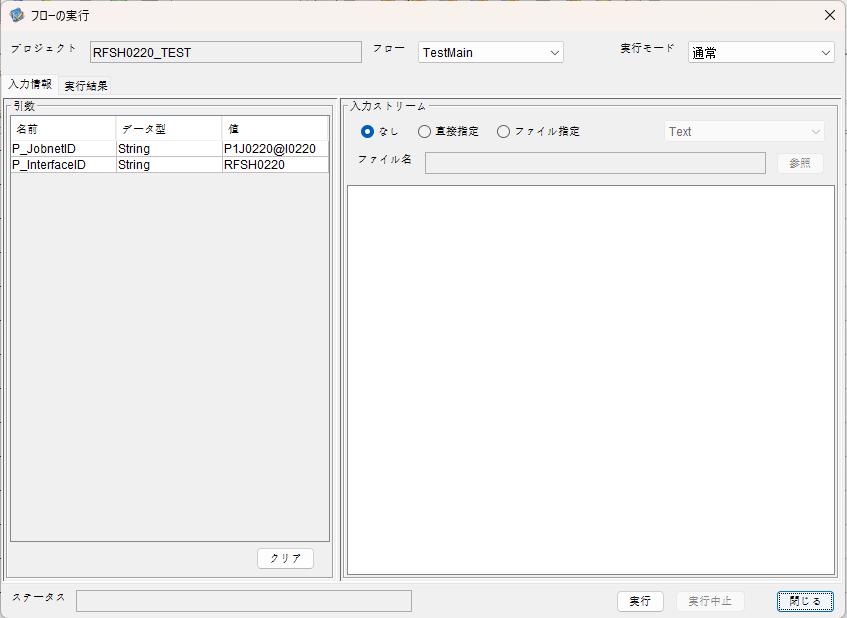 フローの実行
プロジェクト RFSH0220_TEST フロー TestMain 実行モード 通常
入力情報 実行結果
引数
名前 データ型 値
P_JobnetID String P1J0220@I0220
P_InterfaceID String RFSH0220
クリア
入力ストリーム
なし 直接指定 ファイル指定 Text
ファイル名 参照
ステータス 実行 実行中止 閉じる